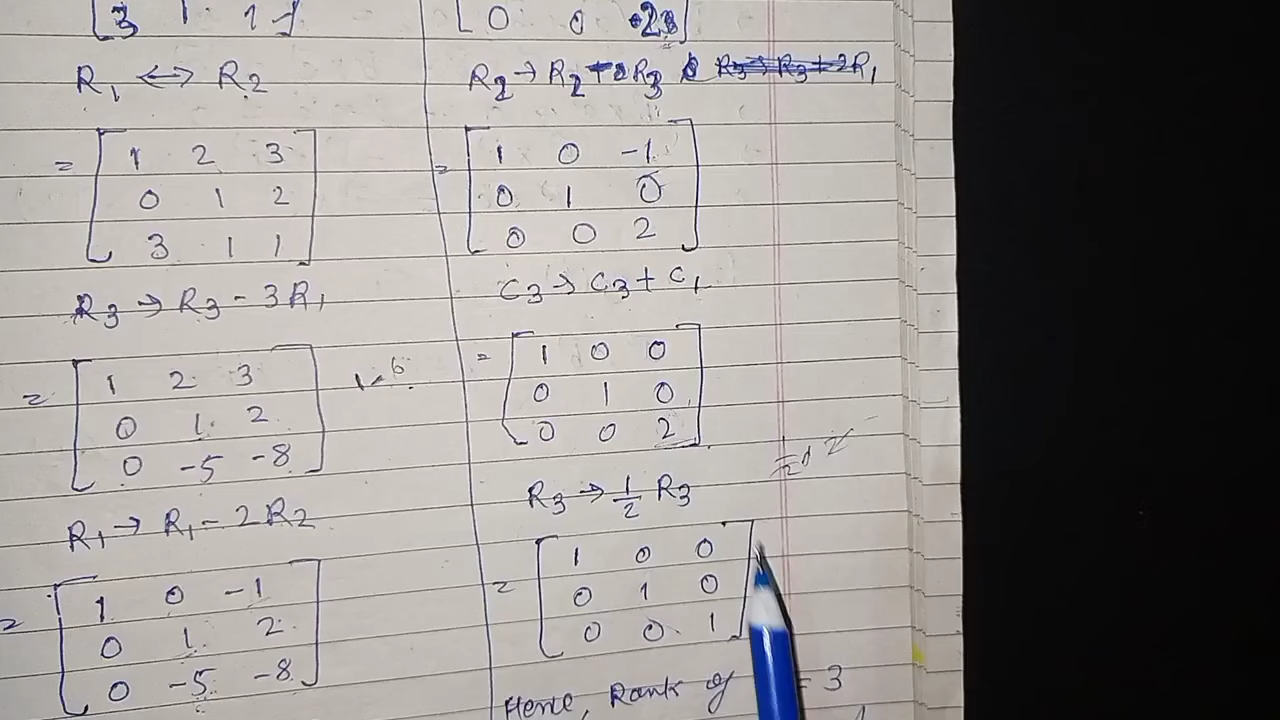 [3 1 1]
R1 ↔ R2
= [1 2 3
0 1 2
3 1 1]
R3 → R3 - 3R1
= [1 2 3
0 1 2
0 -5 -8]
R1 → R1 - 2R2
= [1 0 -1
0 1 2
0 -5 -8]
[0 0 2]
R2 → R2 - R3
= [1 0 -1
0 1 0
0 0 2]
C3 → C3 + C1
= [1 0 0
0 1 0
0 0 2]
R3 → 1/2 R3
= [1 0 0
0 1 0
0 0 1]
Hence, Rank of = 3